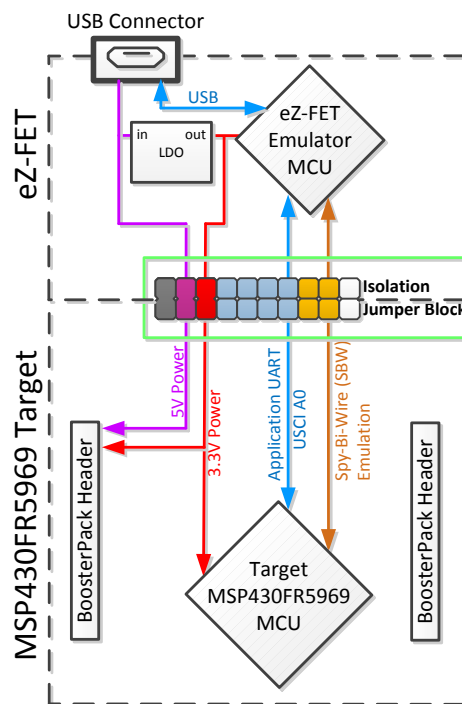 USB Connector
USB
in
out
LDO
eZ-FET
Emulator
MCU
eZ-FET
Isolation
Jumper Block
5V Power
3.3V Power
Application UART
USCI A0
Spy-Bi-Wire (SBW)
Emulation
BoosterPack Header
BoosterPack Header
Target
MSP430FR5969
MCU
MSP430FR5969 Target